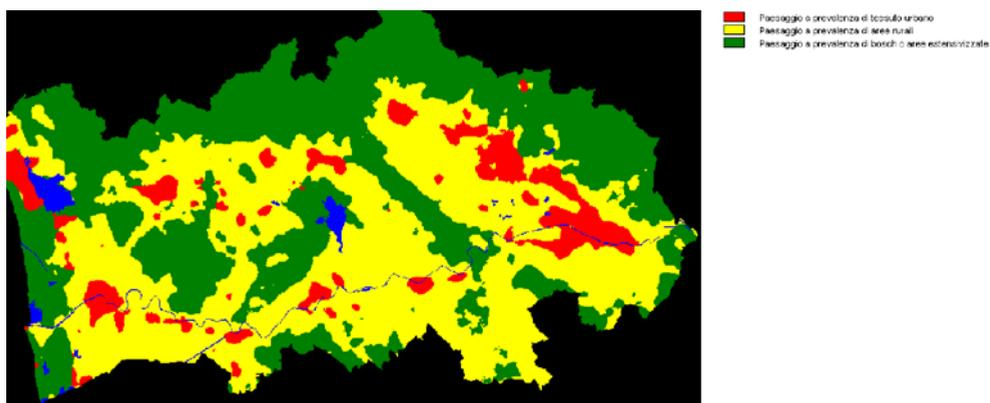 Paesaggio a prevalenza di tessuto urbano
Paesaggio a prevalenza di aree rurali
Paesaggio a prevalenza di boschi o aree estensivizzate